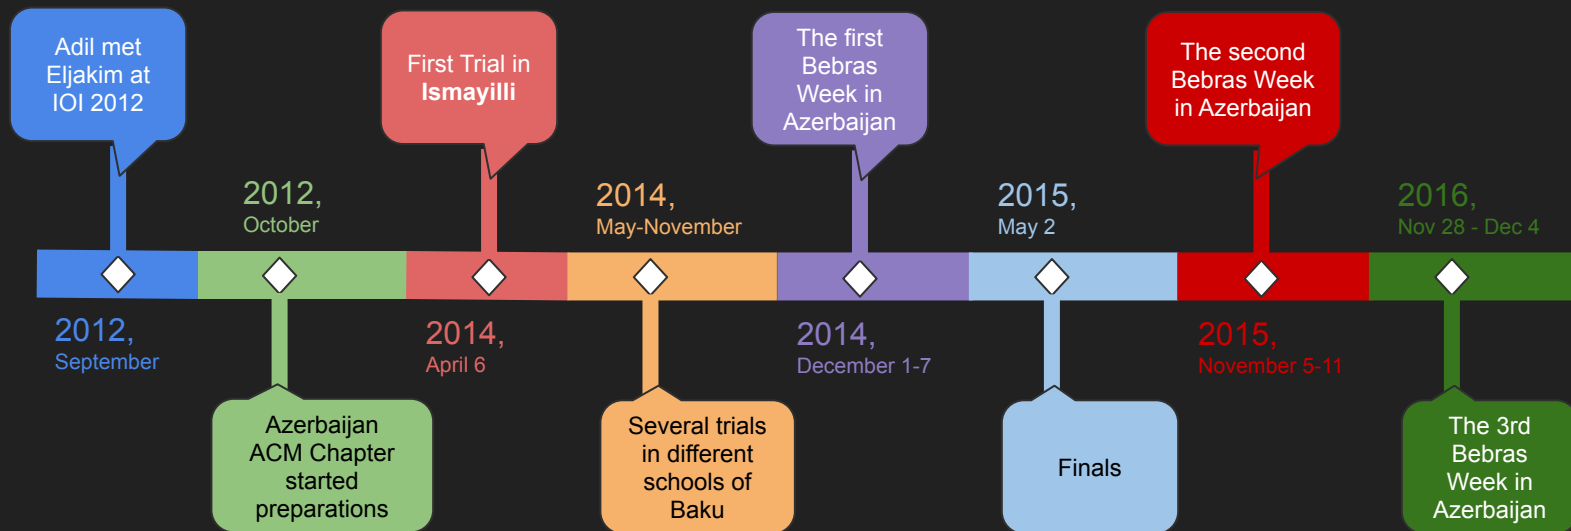 Adil met
Eljakim at
IOI 2012
2012,
September
2012,
October
Azerbaijan
ACM Chapter
started
preparations
First Trial in
Ismayilli
2014,
April 6
2014,
May-November
Several trials
in different
schools of
Baku
The first
Bebras
Week in
Azerbaijan
2014,
December 1-7
2015,
May 2
Finals
The second
Bebras Week
in Azerbaijan
2015,
November 5-11
2016,
Nov 28 - Dec 4
The 3rd
Bebras
Week in
Azerbaijan